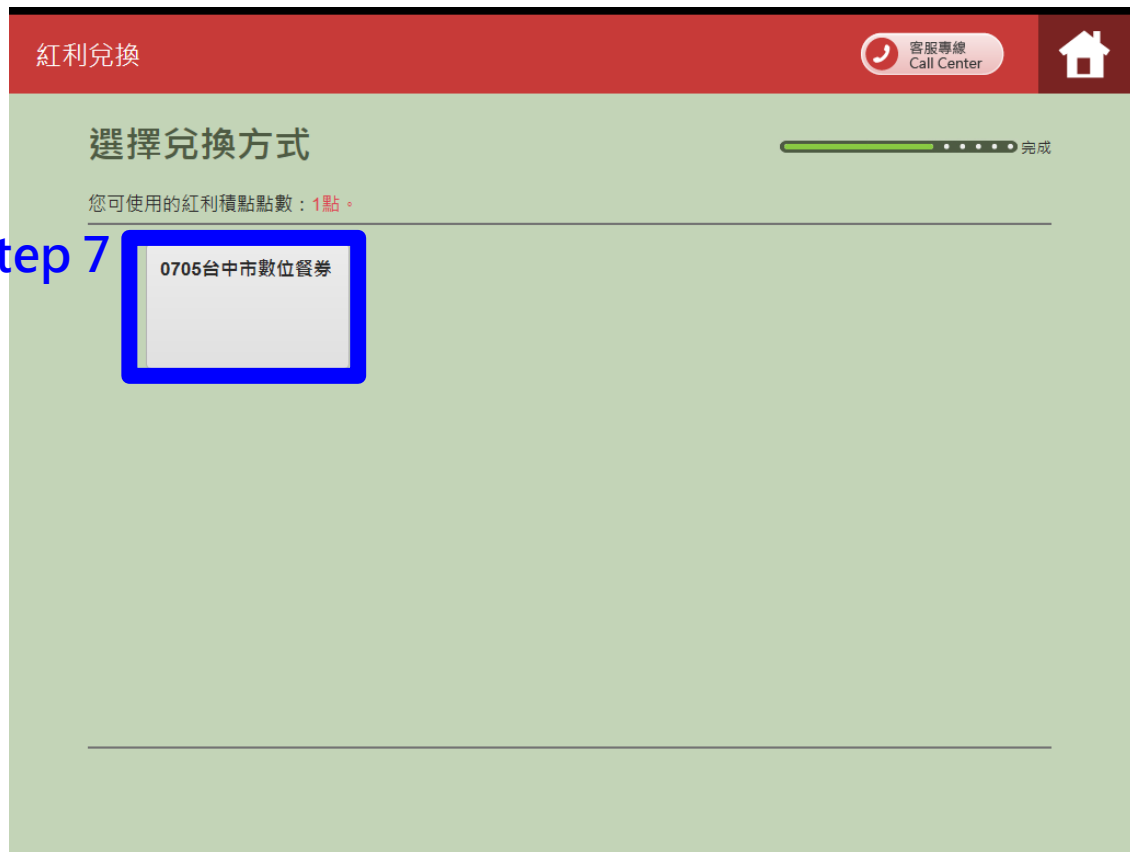 紅利兌換
客服專線
Call Center
選擇兌換方式
完成
您可使用的紅利積點點數：1點。
tep 7
0705台中市數位餐券